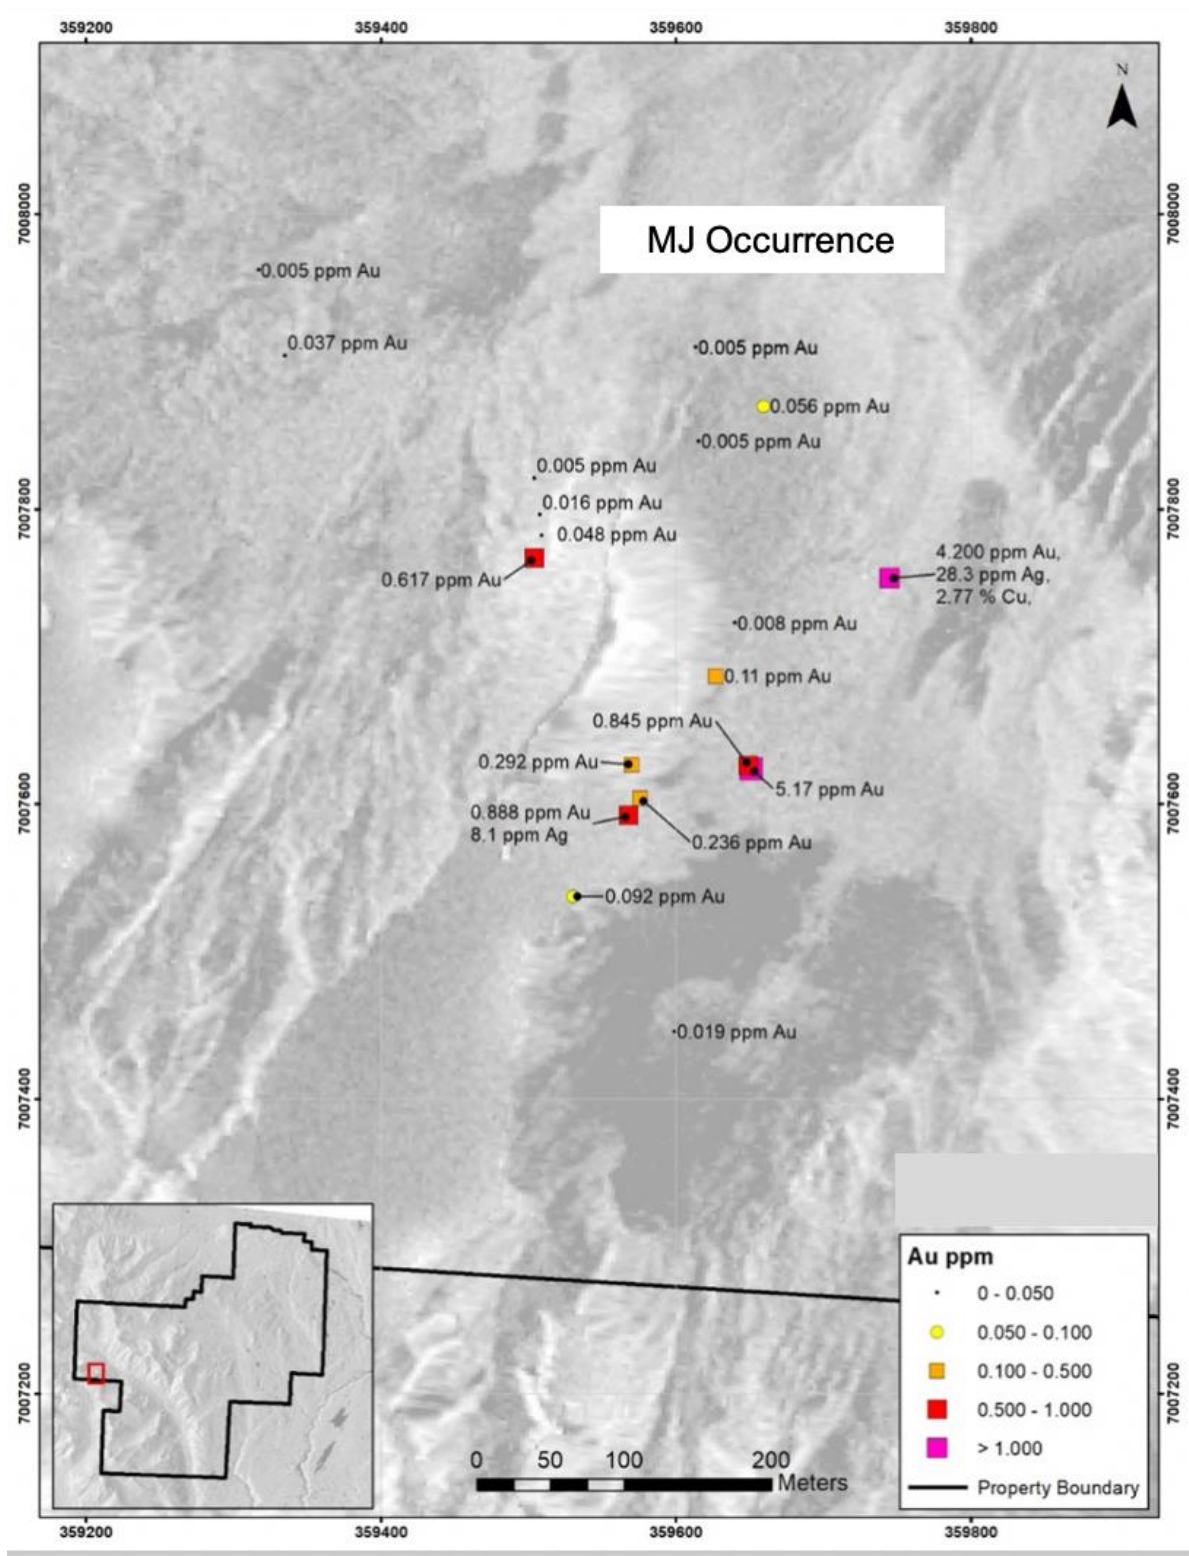 359200
359400
359600
359800
N
7008000
7008000
MJ Occurrence
0.005 ppm Au
0.037 ppm Au
0.005 ppm Au
0.056 ppm Au
0.005 ppm Au
0.005 ppm Au
0.016 ppm Au
7007800
7007800
0.048 ppm Au
0.617 ppm Au
4.200 ppm Au,
28.3 ppm Ag,
2.77 % Cu,
0.008 ppm Au
0.11 ppm Au
0.845 ppm Au
0.292 ppm Au
5.17 ppm Au
7007600
7007600
0.888 ppm Au
8.1 ppm Ag
0.236 ppm Au
0.092 ppm Au
0.019 ppm Au
7007400
7007400
Au ppm
0 - 0.050
0.050 - 0.100
0.100 - 0.500
0.500 - 1.000
> 1.000
Property Boundary
7007200
7007200
0 50 100 200
Meters
359200
359400
359600
359800